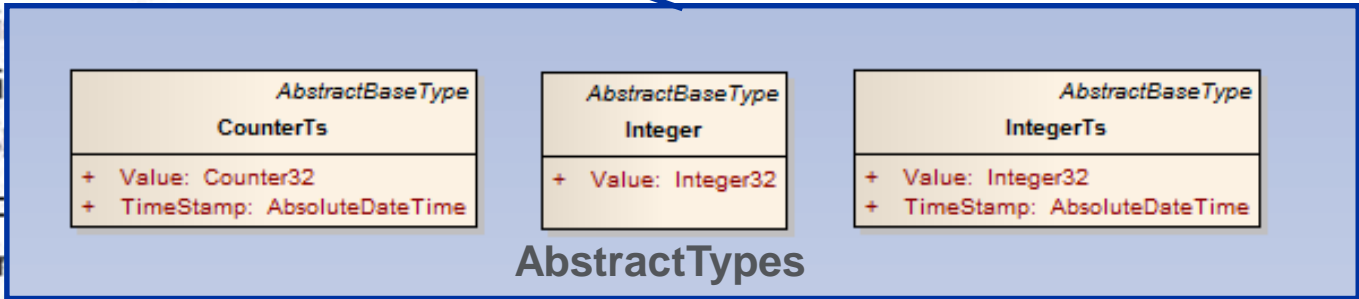 AbstractBaseType
CounterTs
+ Value: Counter32
+ TimeStamp: AbsoluteDateTime
AbstractBaseType
Integer
+ Value: Integer32
AbstractBaseType
IntegerTs
+ Value: Integer32
+ TimeStamp: AbsoluteDateTime
AbstractTypes